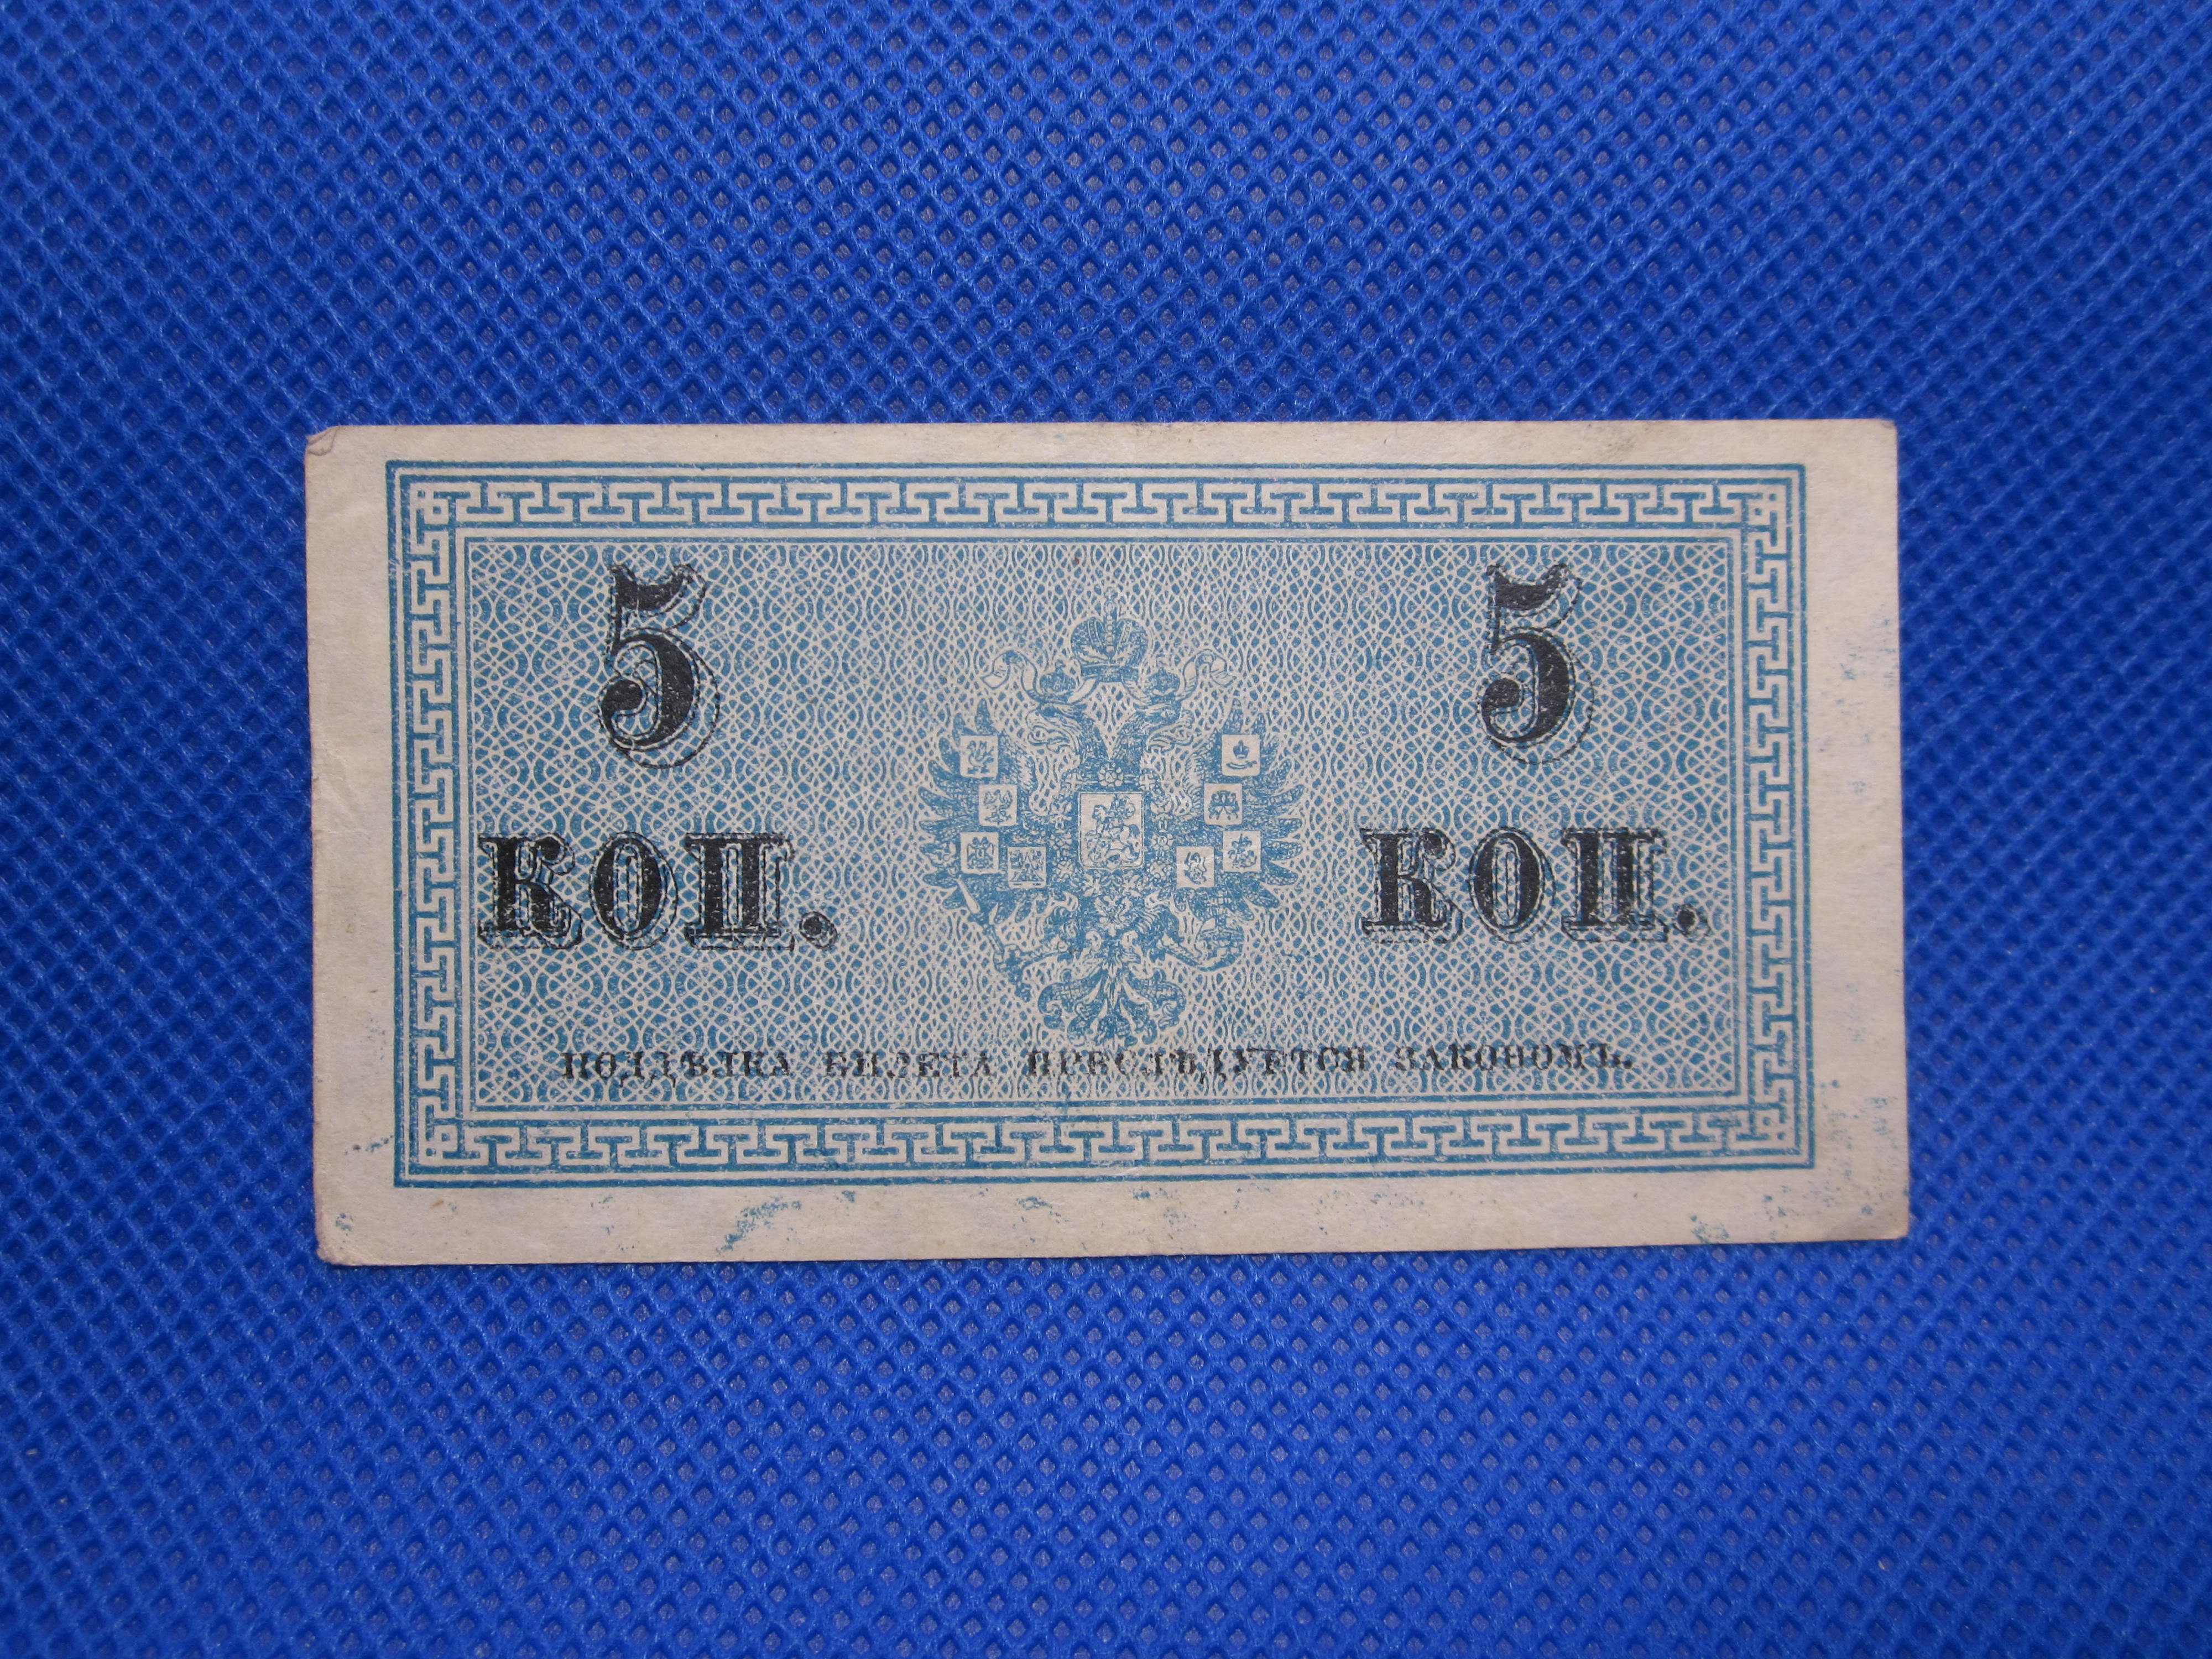 5 5
КОП. КОП.
ПОДДѢЛКА БИЛЕТА ПРЕСЛѢДУЕТСЯ ЗАКОНОМЪ.